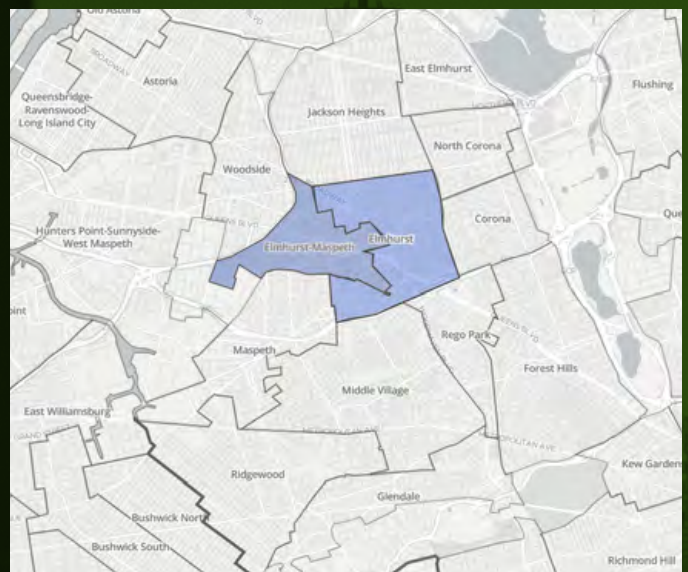 Old Astoria
BROADWAY
Astoria
East Elmhurst
Flushing
Queensbridge-
Ravenswood-
Long Island City
Jackson Heights
North Corona
Woodside
Corona
Hunters Point-Sunnyside-
West Maspeth
Elmhurst-Maspeth
Elmhurst
Maspeth
Rego Park
Forest Hills
Middle Village
East Williamsburg
Ridgewood
Kew Garden
Glendale
Bushwick North
Bushwick South
Richmond Hill